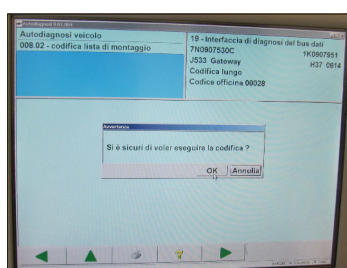 Autodiagnosi veicolo
008.02 - codifica lista di montaggio
19 - Interfaccia di diagnosi del bus dati
7N0907530C 1K0907951
J533 Gateway H37 0614
Codifica lungo
Codice officina 00028
Avvertenza
Si è sicuri di voler eseguire la codifica ?
OK Annulla